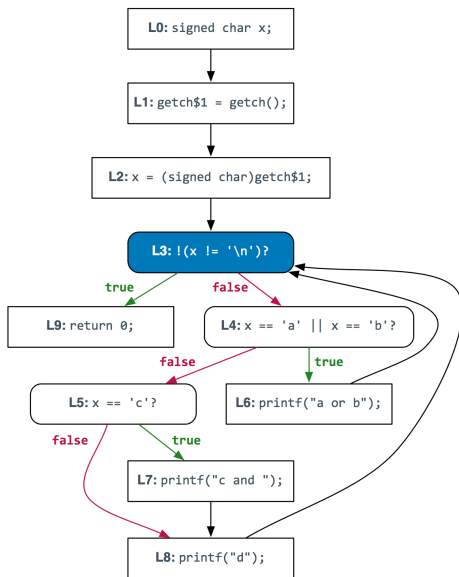 L0: signed char x;
L1: getch$1 = getch();
L2: x = (signed char)getch$1;
L3: !(x != '\n')?
true
false
L9: return 0;
L4: x == 'a' || x == 'b'?
false
true
L5: x == 'c'?
L6: printf("a or b");
false
true
L7: printf("c and ");
L8: printf("d");